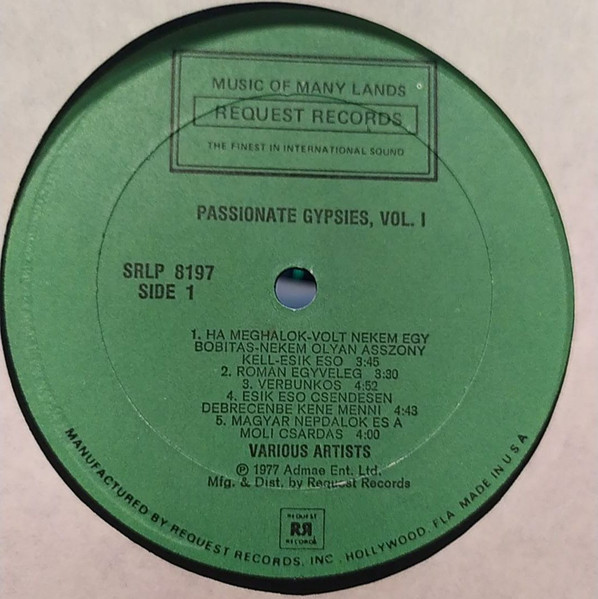 MUSIC OF MANY LANDS
REQUEST RECORDS
THE FINEST IN INTERNATIONAL SOUND
PASSIONATE GYPSIES, VOL. I
SRLP 8197
SIDE 1
1. HA MEGHALOK-VOLT NEKEM EGY
BOBITAS-NEKEM OLYAN ASSZONY
KELL-ESIK ESO 3:45
2. ROMAN EGYVELEG 3:30
3. VERBUNKOS 4:52
4. ESIK ESO CSENDESEN
DEBRECENBE KENE MENNI 4:43
5. MAGYAR NEPDALOK ES A
MOLI CSARDAS 4:00
VARIOUS ARTISTS
℗ 1977 Admae Ent. Ltd.
Mfg. & Dist. by Request Records
REQUEST
RR
RECORDS
MANUFACTURED BY REQUEST RECORDS, INC., HOLLYWOOD, FLA. MADE IN U S A